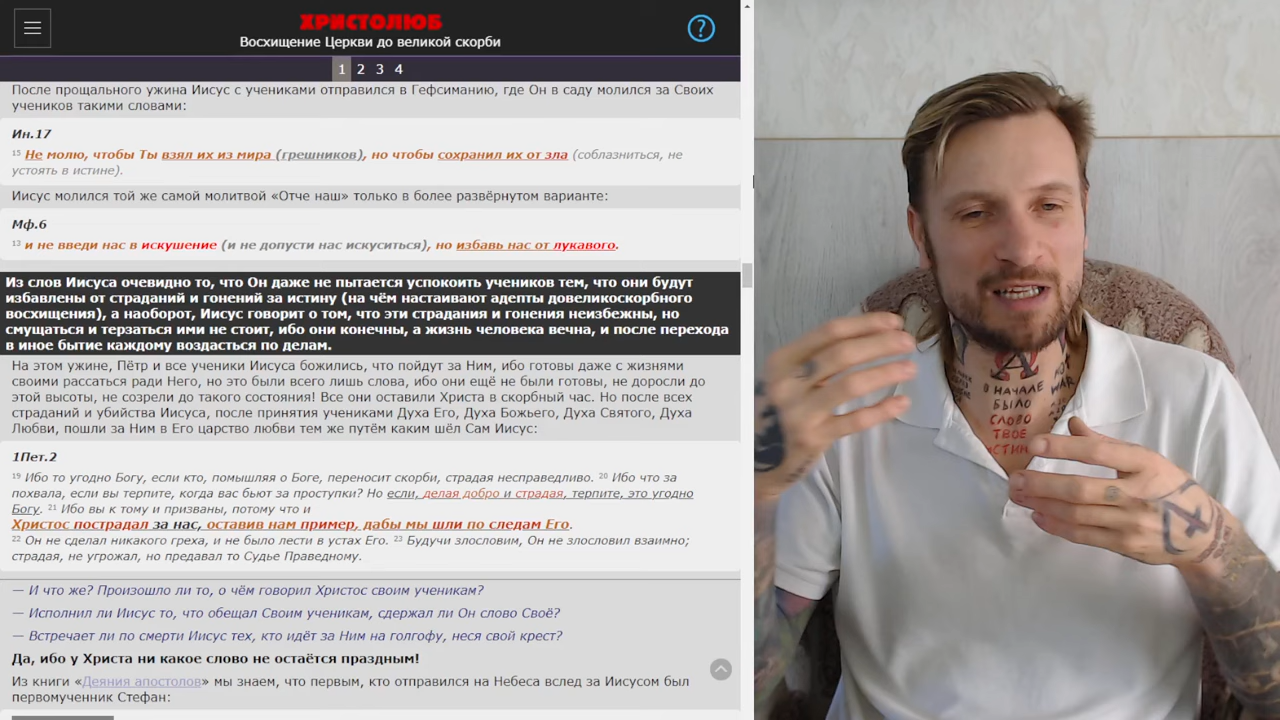 ХРИСТОЛЮБ
Восхищение Церкви до великой скорби
?
1 2 3 4
После прощального ужина Иисус с учениками отправился в Гефсиманию, где Он в саду молился за Своих
учеников такими словами:
Ин.17
15 Не молю, чтобы Ты взял их из мира (грешников), но чтобы сохранил их от зла (соблазниться, не
устоять в истине).
Иисус молился той же самой молитвой «Отче наш» только в более развёрнутом варианте:
Мф.6
13 и не введи нас в искушение (и не допусти нас искуситься), но избавь нас от лукавого.
Из слов Иисуса очевидно то, что Он даже не пытается успокоить учеников тем, что они будут
избавлены от страданий и гонений за истину (на чём настаивают адепты довеликоскорбного
восхищения), а наоборот, Иисус говорит о том, что эти страдания и гонения неизбежны, но
смущаться и терзаться ими не стоит, ибо они конечны, а жизнь человека вечна, и после перехода
в иное бытие каждому воздасться по делам.
На этом ужине, Пётр и все ученики Иисуса божились, что пойдут за Ним, ибо готовы даже с жизнями
своими рассаться ради Него, но это были всего лишь слова, ибо они ещё не были готовы, не доросли до
этой высоты, не созрели до такого состояния! Все они оставили Христа в скорбный час. Но после всех
страданий и убийства Иисуса, после принятия учениками Духа Его, Духа Божьего, Духа Святого, Духа
Любви, пошли за Ним в Его царство любви тем же путём каким шёл Сам Иисус:
1Пет.2
19 Ибо то угодно Богу, если кто, помышляя о Боге, переносит скорби, страдая несправедливо. 20 Ибо что за
похвала, если вы терпите, когда вас бьют за проступки? Но если, делая добро и страдая, терпите, это угодно
Богу. 21 Ибо вы к тому и призваны, потому что и
Христос пострадал за нас, оставив нам пример, дабы мы шли по следам Его.
22 Он не сделал никакого греха, и не было лести в устах Его. 23 Будучи злословим, Он не злословил взаимно;
страдая, не угрожал, но предавал то Судье Праведному.
— И что же? Произошло ли то, о чём говорил Христос своим ученикам?
— Исполнил ли Иисус то, что обещал Своим ученикам, сдержал ли Он слово Своё?
— Встречает ли по смерти Иисус тех, кто идёт за Ним на голгофу, неся свой крест?
Да, ибо у Христа ни какое слово не остаётся праздным!
Из книги «Деяния апостолов» мы знаем, что первым, кто отправился на Небеса вслед за Иисусом был
первомученик Стефан:
В НАЧАЛЕ
БЫЛО
СЛОВО
ТВОЕ
ИСТИН
NO
WAR